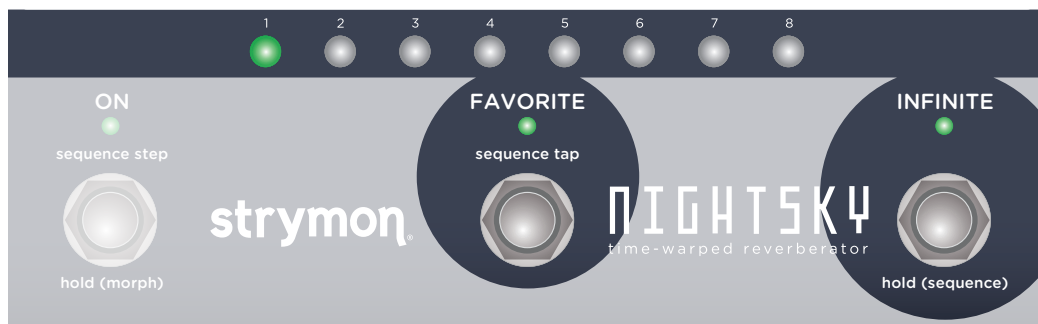 1 2 3 4 5 6 7 8
ON FAVORITE INFINITE
sequence step sequence tap
strymon® NIGHTSKY
time-warped reverberator
hold (morph) hold (sequence)